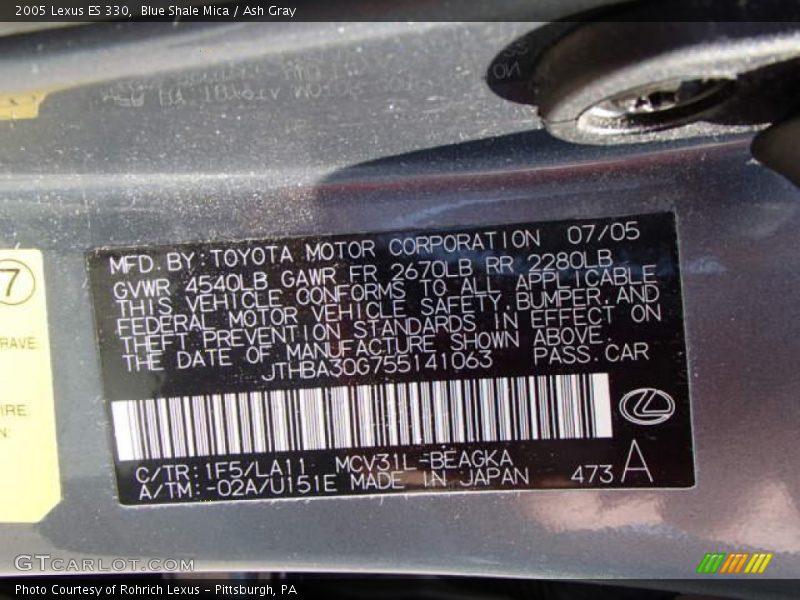 2005 Lexus ES 330, Blue Shale Mica / Ash Gray
7
RAVE
IRE
N:
MFD. BY: TOYOTA MOTOR CORPORATION 07/05
GVWR 4540LB GAWR FR 2670LB RR 2280LB
THIS VEHICLE CONFORMS TO ALL APPLICABLE
FEDERAL MOTOR VEHICLE SAFETY, BUMPER, AND
THEFT PREVENTION STANDARDS IN EFFECT ON
THE DATE OF MANUFACTURE SHOWN ABOVE.
JTHBA30G755141063 PASS. CAR
C/TR: 1F5/LA11 MCV31L-BEAGKA
A/TM: -02A/U151E MADE IN JAPAN 473 A
GTCARLOT.COM
Photo Courtesy of Rohrich Lexus - Pittsburgh, PA